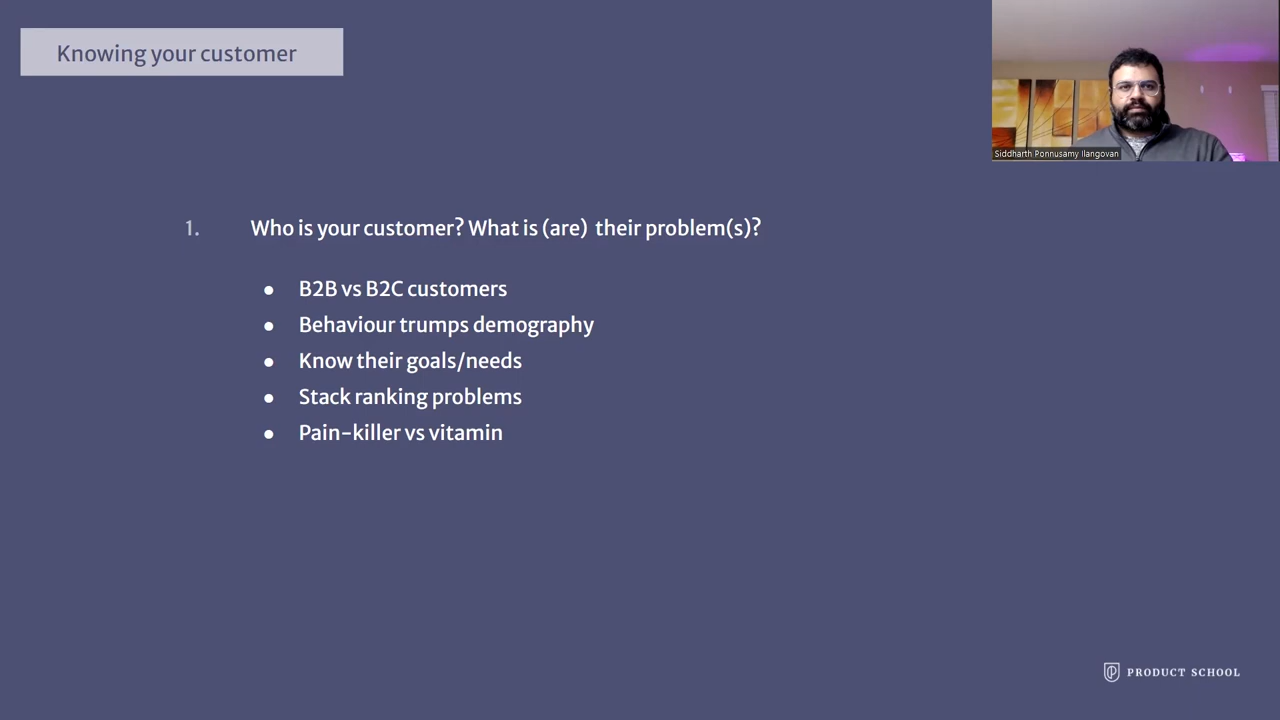 Knowing your customer
Siddharth Ponnusamy Ilangovan
1. Who is your customer? What is (are) their problem(s)?
● B2B vs B2C customers
● Behaviour trumps demography
● Know their goals/needs
● Stack ranking problems
● Pain-killer vs vitamin
PRODUCT SCHOOL